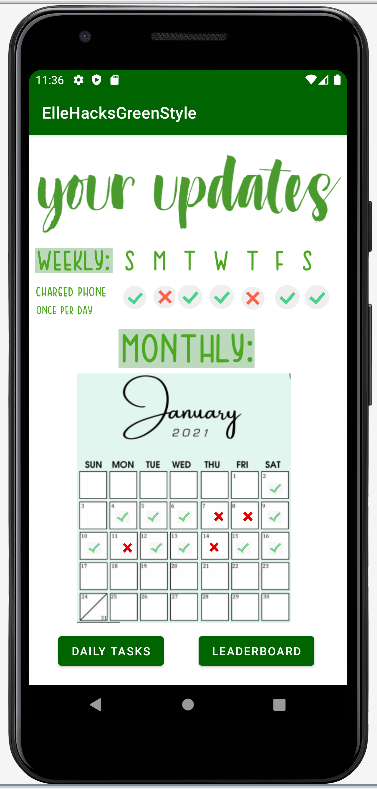 11:36
ElleHacksGreenStyle
your updates
WEEKLY: S M T W T F S
CHARGED PHONE
ONCE PER DAY
MONTHLY:
January
2021
SUN MON TUE WED THU FRI SAT
1 2
3 4 5 6 7 8 9
10 11 12 13 14 15 16
17 18 19 20 21 22 23
24 25 26 27 28 29 30
31
DAILY TASKS LEADERBOARD